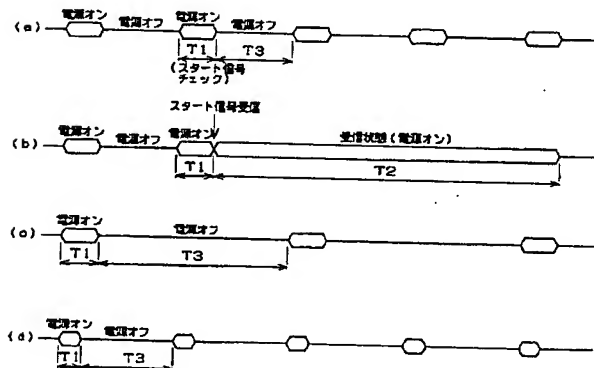 (a)
電源オン
電源オフ
電源オン
電源オフ
T1
T3
(スタート信号
チェック)
スタート信号受信
(b)
電源オン
電源オフ
電源オン
受信状態(電源オン)
T1
T2
(c)
電源オン
電源オフ
T1
T3
(d)
電源オン
電源オフ
T1
T3